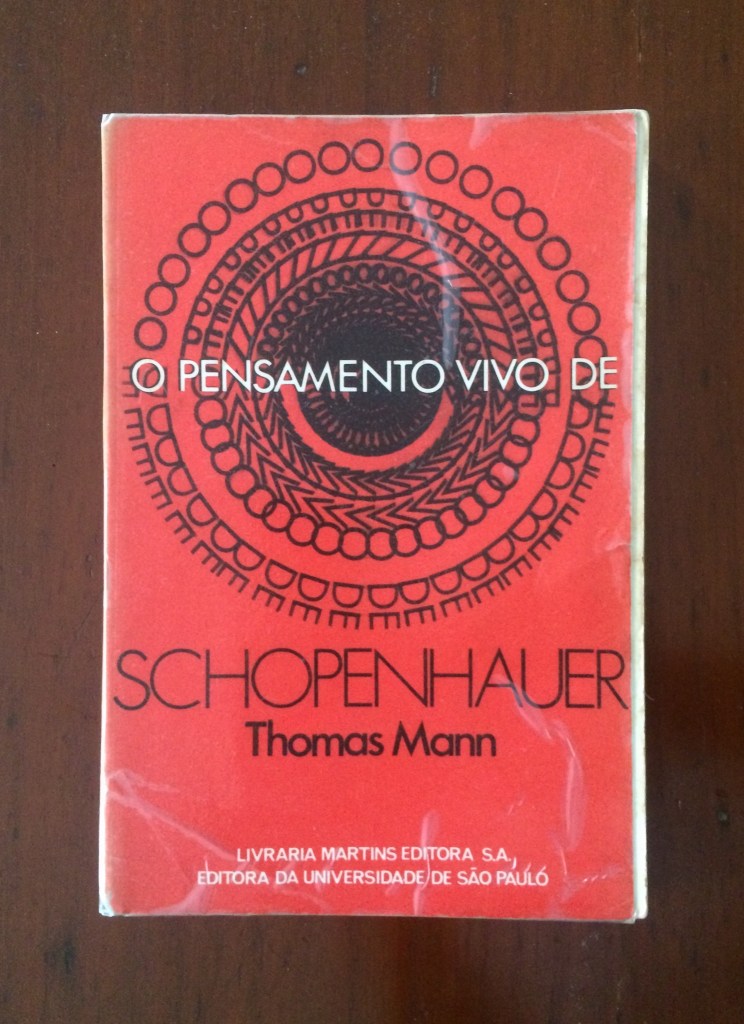 O PENSAMENTO VIVO DE
SCHOPENHAUER
Thomas Mann
LIVRARIA MARTINS EDITORA S.A.
EDITORA DA UNIVERSIDADE DE SÃO PAULO